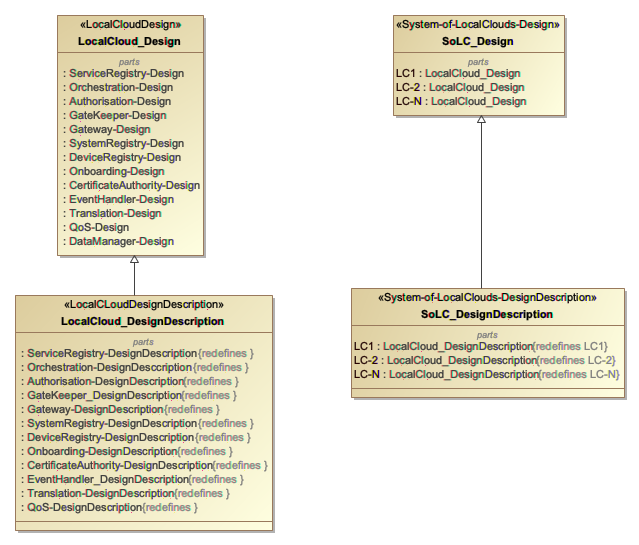 «LocalCloudDesign»
LocalCloud_Design
parts
: ServiceRegistry-Design
: Orchestration-Design
: Authorisation-Design
: GateKeeper-Design
: Gateway-Design
: SystemRegistry-Design
: DeviceRegistry-Design
: Onboarding-Design
: CertificateAuthority-Design
: EventHandler-Design
: Translation-Design
: QoS-Design
: DataManager-Design
«System-of-LocalClouds-Design»
SoLC_Design
parts
LC1 : LocalCloud_Design
LC-2 : LocalCloud_Design
LC-N : LocalCloud_Design
«LocalCLoudDesignDescription»
LocalCloud_DesignDescription
parts
: ServiceRegistry-DesignDescription{redefines }
: Orchestration-DesignDesccription{redefines }
: Authorisation-DesignDescription{redefines }
: GateKeeper_DesignDescription{redefines }
: Gateway-DesignDescription{redefines }
: SystemRegistry-DesignDescription{redefines }
: DeviceRegistry-DesignDescription{redefines }
: Onboarding-DesignDescription{redefines }
: CertificateAuthority-DesignDescription{redefines }
: EventHandler_DesignDescription{redefines }
: Translation-DesignDescription{redefines }
: QoS-DesignDescription{redefines }
«System-of-LocalClouds-DesignDescription»
SoLC_DesignDescription
parts
LC1 : LocalCloud_DesignDescription{redefines LC1}
LC-2 : LocalCloud_DesignDescription{redefines LC-2}
LC-N : LocalCloud_DesignDescription{redefines LC-N}